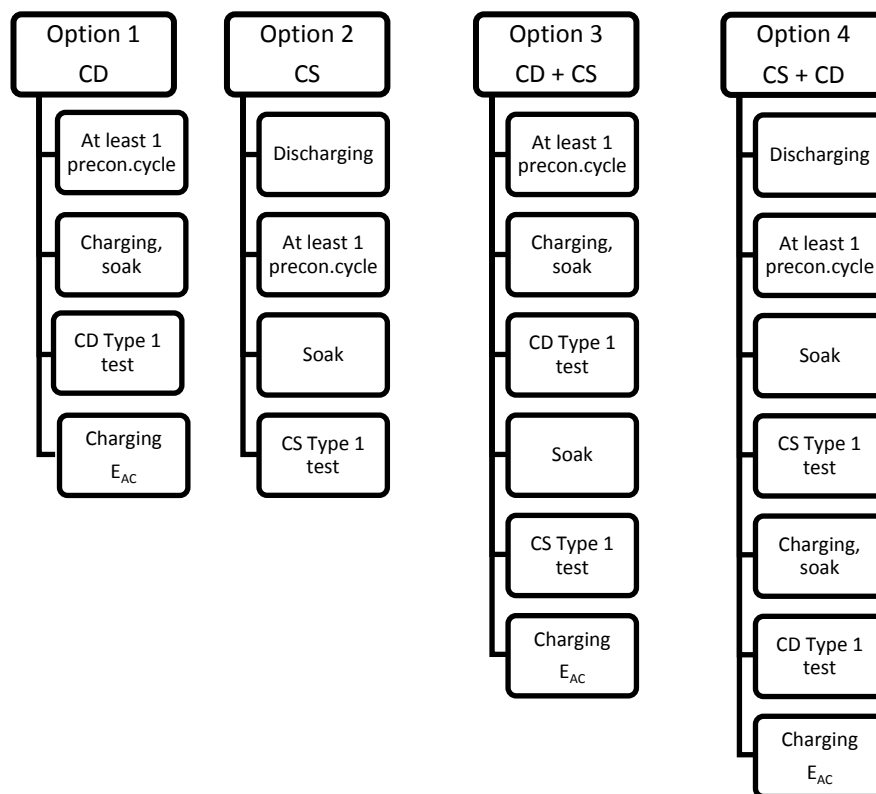 Option 1
CD
At least 1
precon.cycle
Charging,
soak
CD Type 1
test
Charging
E_AC
Option 2
CS
Discharging
At least 1
precon.cycle
Soak
CS Type 1
test
Option 3
CD + CS
At least 1
precon.cycle
Charging,
soak
CD Type 1
test
Soak
CS Type 1
test
Charging
E_AC
Option 4
CS + CD
Discharging
At least 1
precon.cycle
Soak
CS Type 1
test
Charging,
soak
CD Type 1
test
Charging
E_AC